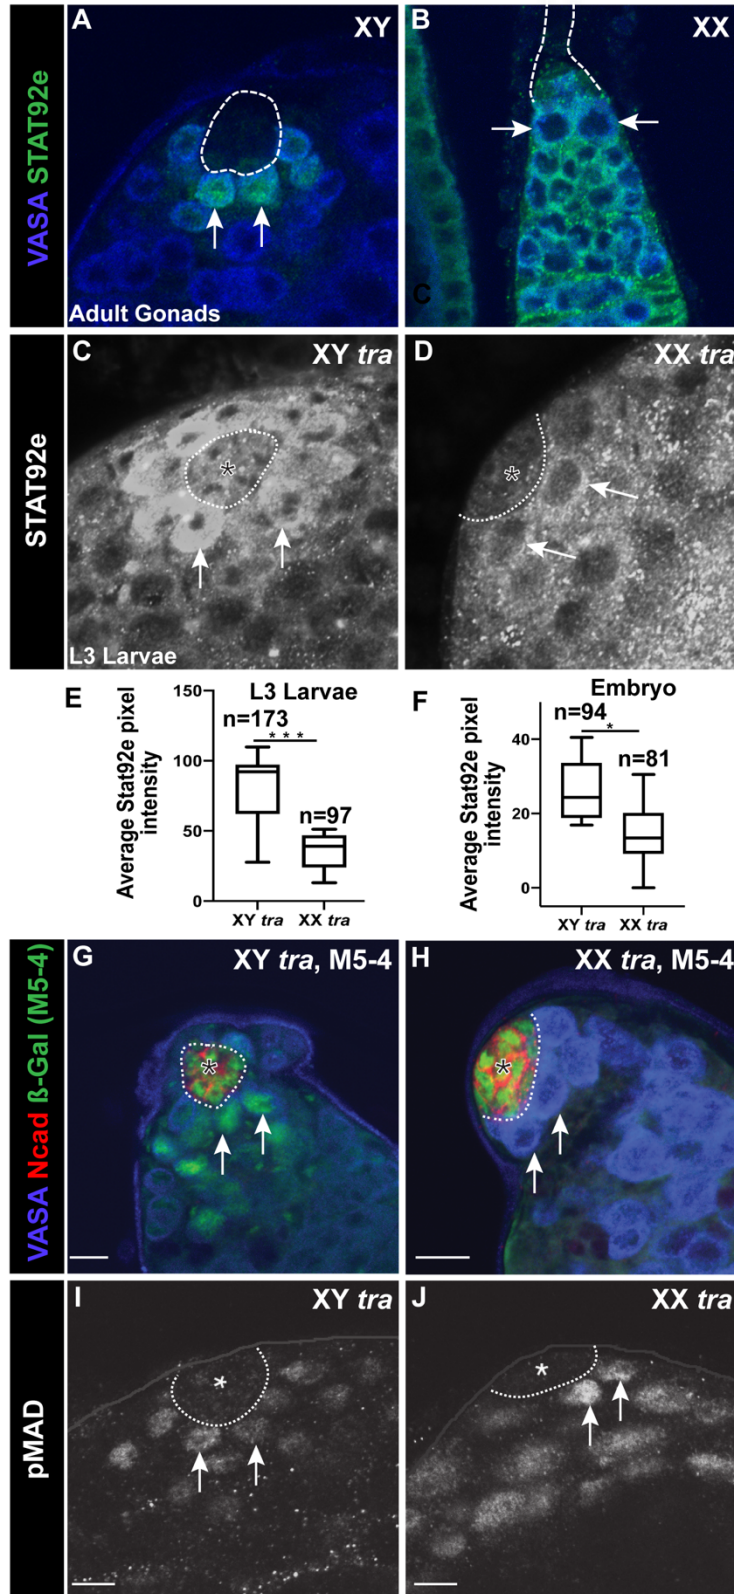 VASA STAT92e
A
XY
Adult Gonads
B
XX
C
STAT92e
C
XY tra
L3 Larvae
D
XX tra
E
L3 Larvae
Average Stat92e pixel
intensity
150
100
50
0
n=173
***
n=97
XY tra
XX tra
F
Embryo
Average Stat92e pixel
intensity
40
20
0
n=94
*
n=81
XY tra
XX tra
VASA Ncad ß-Gal (M5-4)
G
XY tra, M5-4
*
H
XX tra, M5-4
*
pMAD
I
XY tra
*
J
XX tra
*